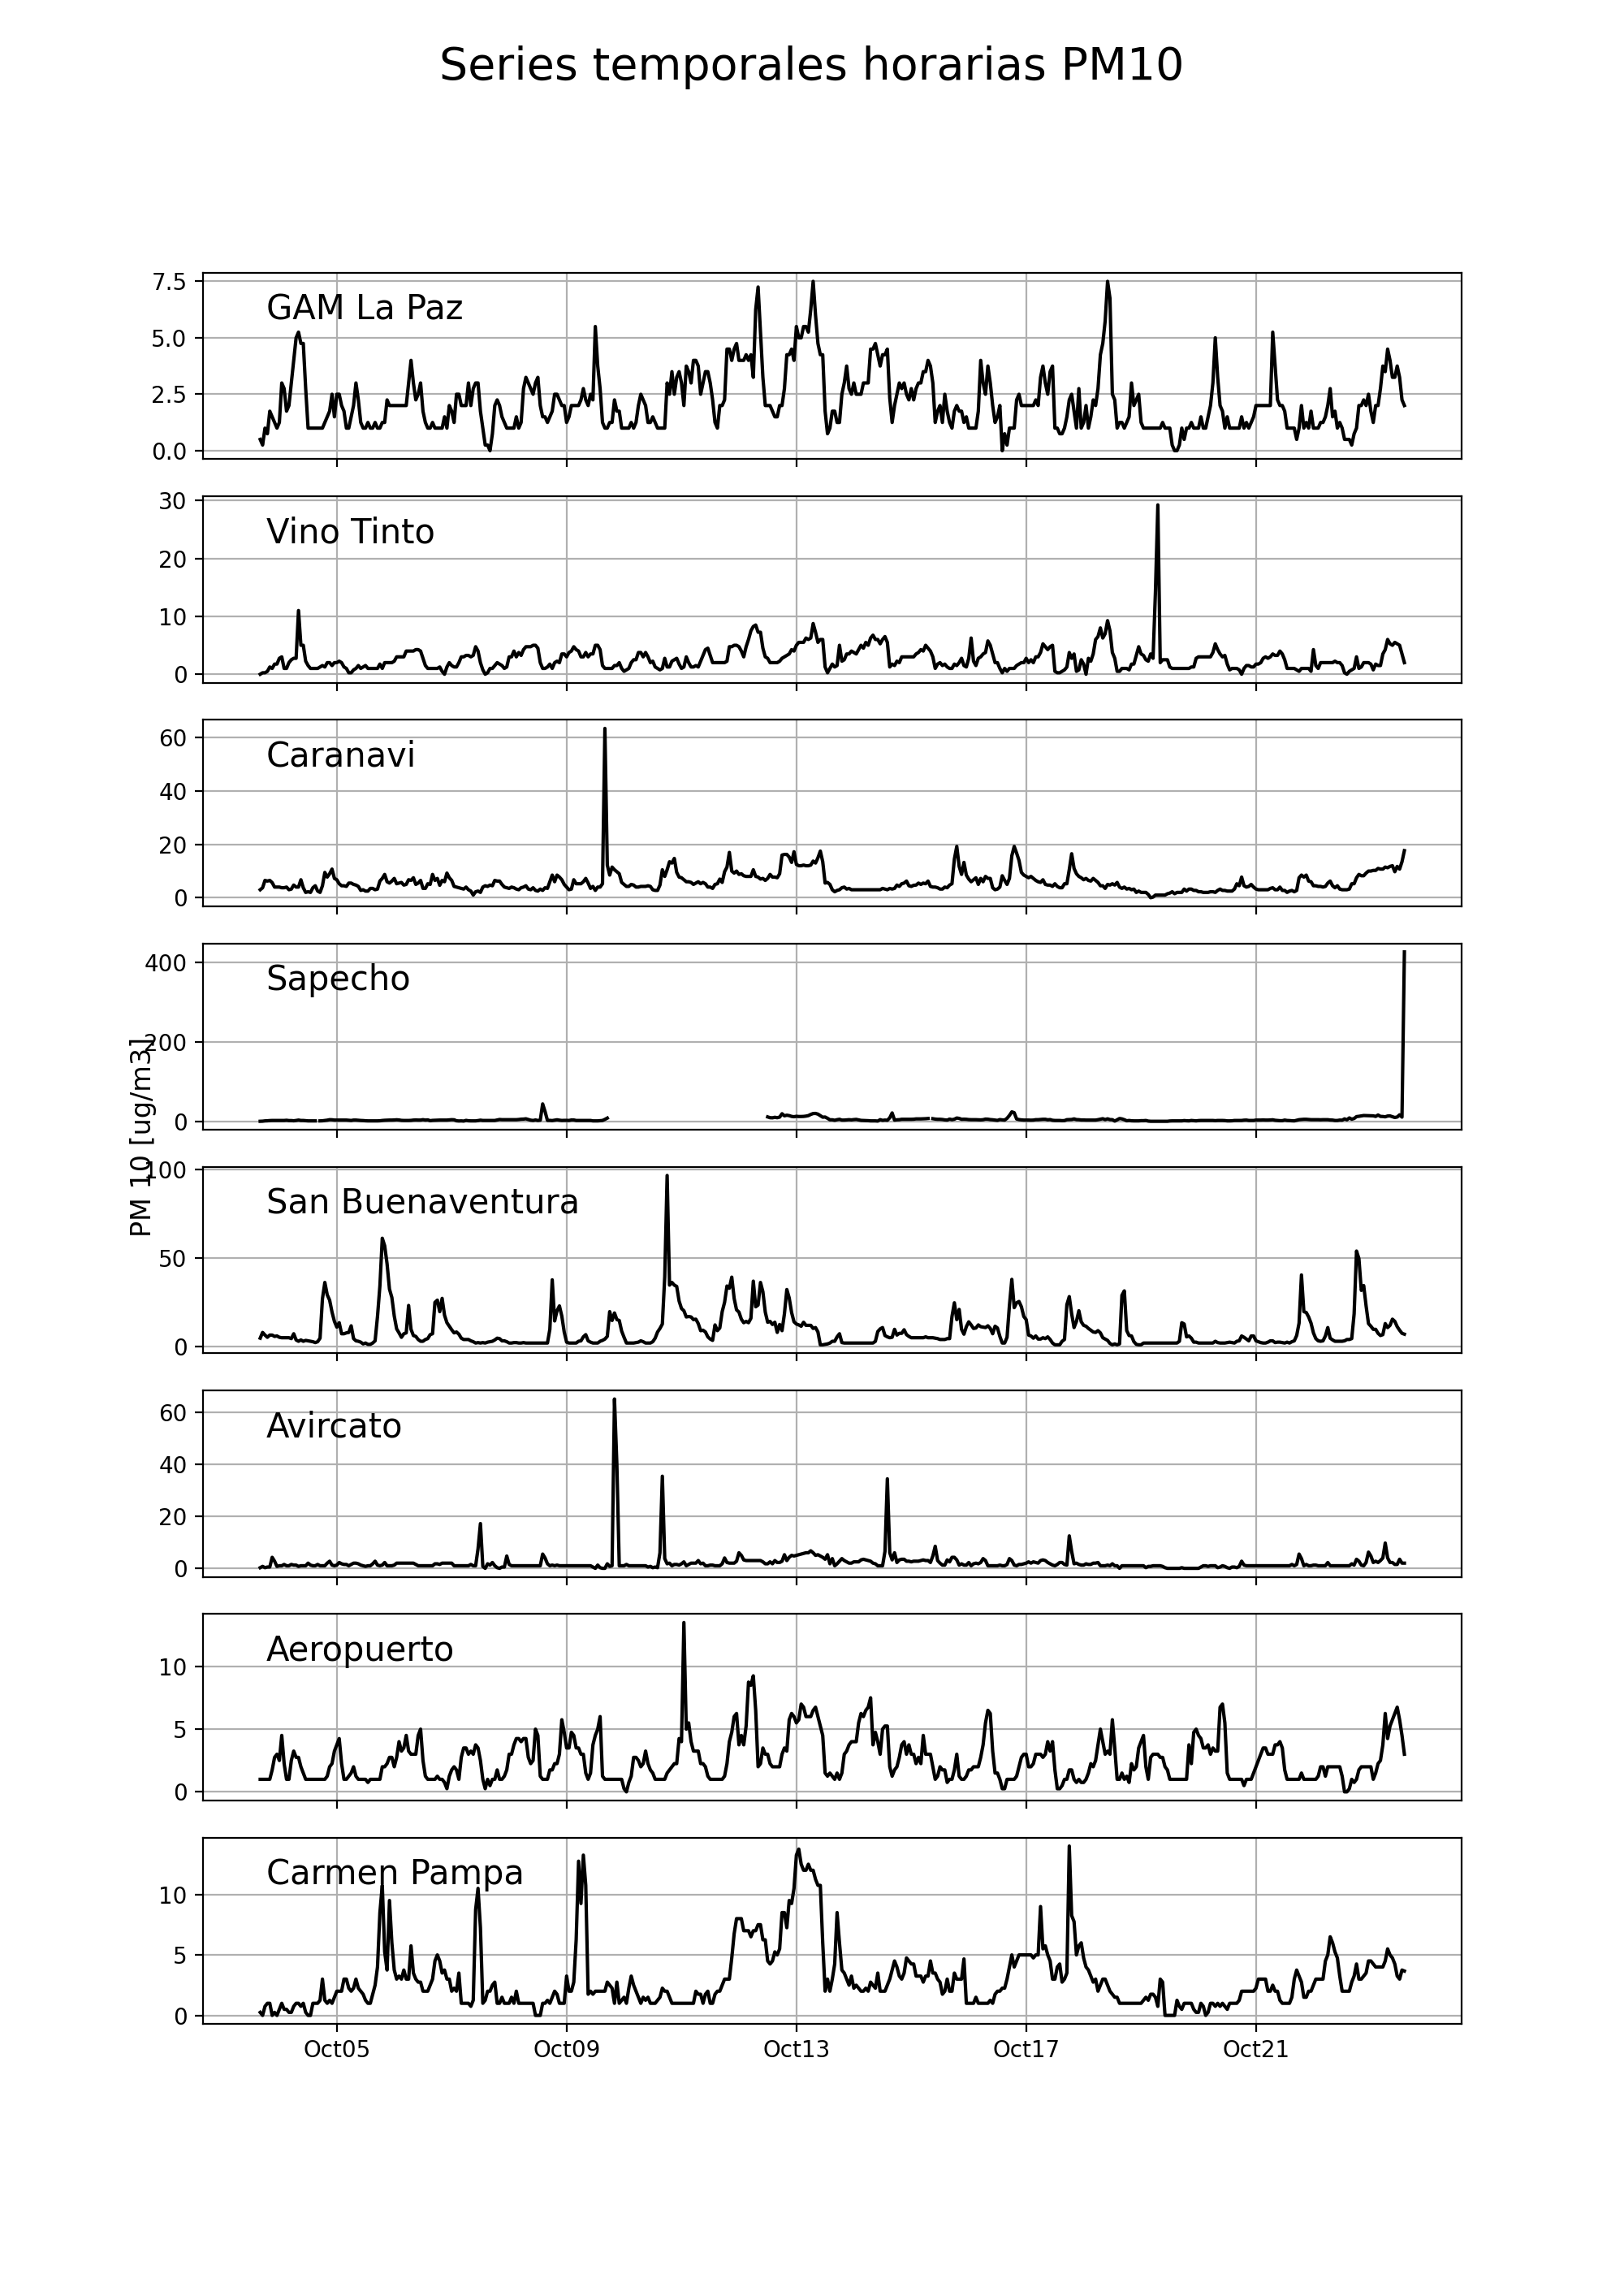 Series temporales horarias PM10
7.5
GAM La Paz
5.0
2.5
0.0
30
Vino Tinto
20
10
0
60
Caranavi
40
20
0
400
Sapecho
200
0
PM 10 [ug/m3]
100
San Buenaventura
50
0
60
Avircato
40
20
0
Aeropuerto
10
5
0
Carmen Pampa
10
5
0
Oct05 Oct09 Oct13 Oct17 Oct21